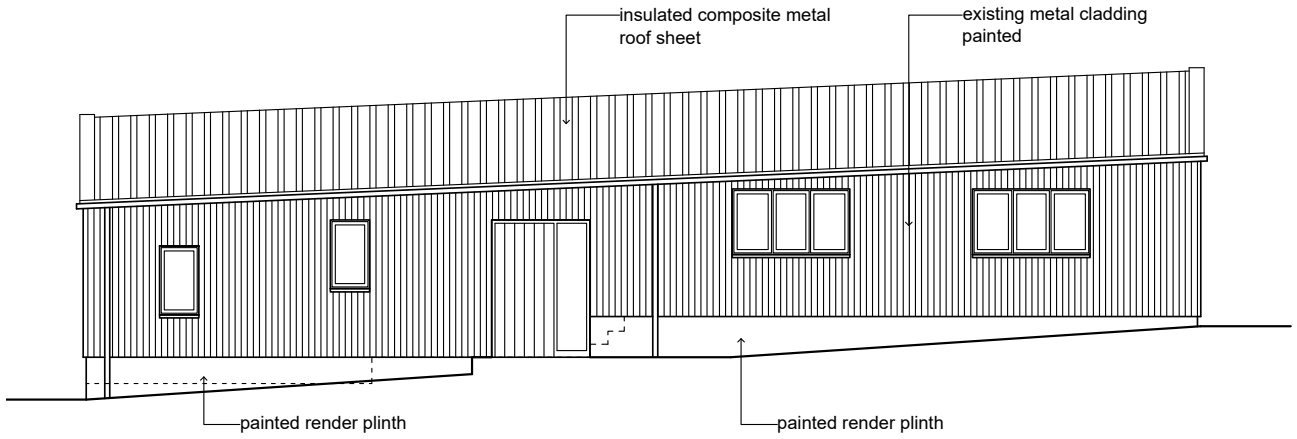 insulated composite metal
roof sheet
existing metal cladding
painted
painted render plinth
painted render plinth